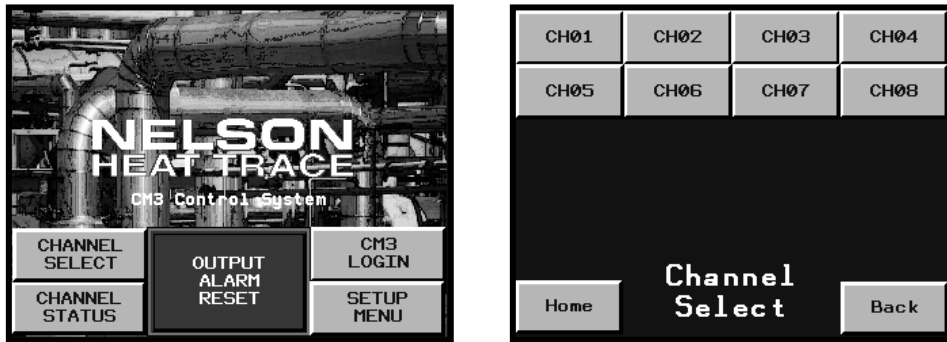 NELSON
HEAT TRACE
CM3 Control System
CHANNEL
SELECT
OUTPUT
ALARM
RESET
CM3
LOGIN
CHANNEL
STATUS
SETUP
MENU
CH01 CH02 CH03 CH04
CH05 CH06 CH07 CH08
Channel
Select
Home
Back